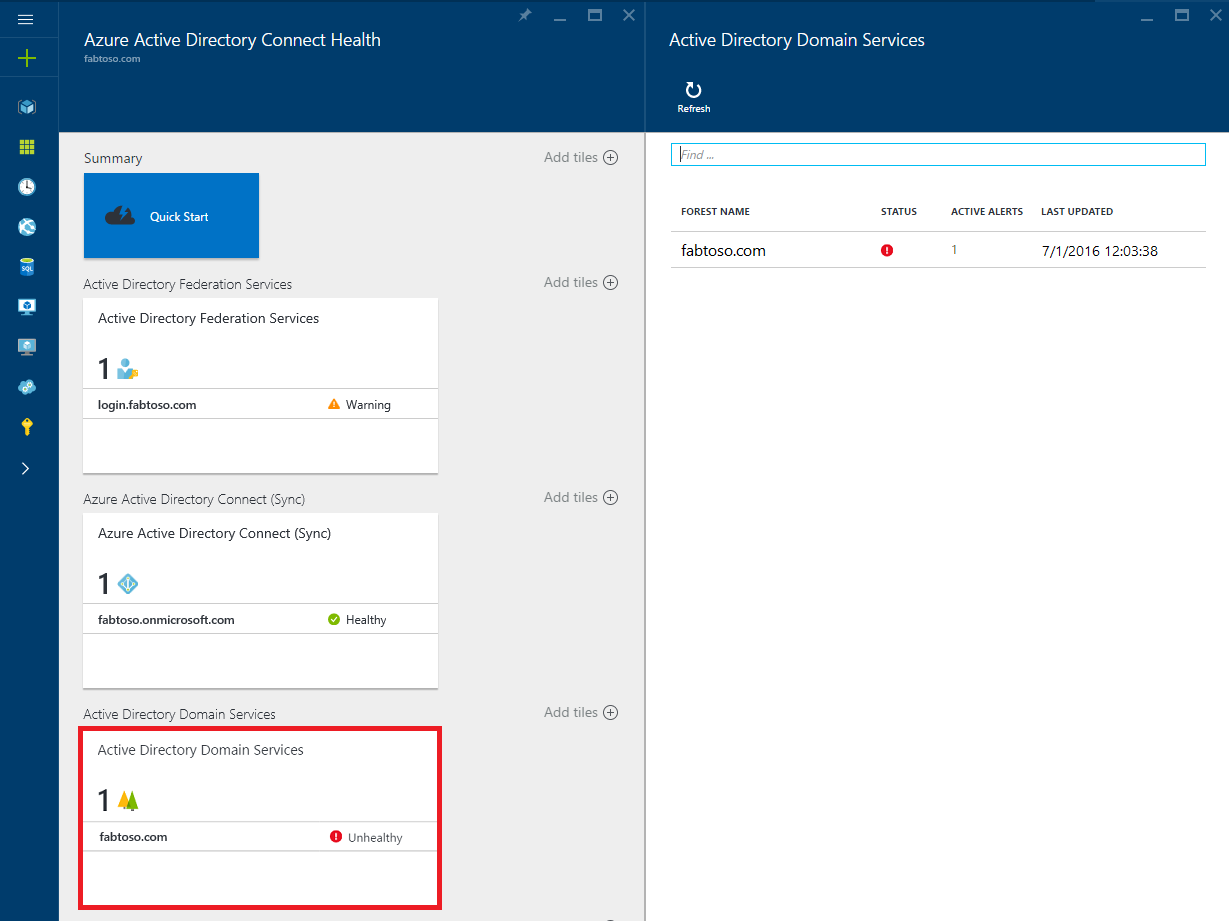 Azure Active Directory Connect Health
fabtoso.com
Summary
Add tiles
Quick Start
Active Directory Federation Services
Add tiles
Active Directory Federation Services
1
login.fabtoso.com Warning
Azure Active Directory Connect (Sync)
Add tiles
Azure Active Directory Connect (Sync)
1
fabtoso.onmicrosoft.com Healthy
Active Directory Domain Services
Add tiles
Active Directory Domain Services
1
fabtoso.com Unhealthy
SQL
Active Directory Domain Services
Refresh
Find ...
FOREST NAME STATUS ACTIVE ALERTS LAST UPDATED
fabtoso.com 1 7/1/2016 12:03:38